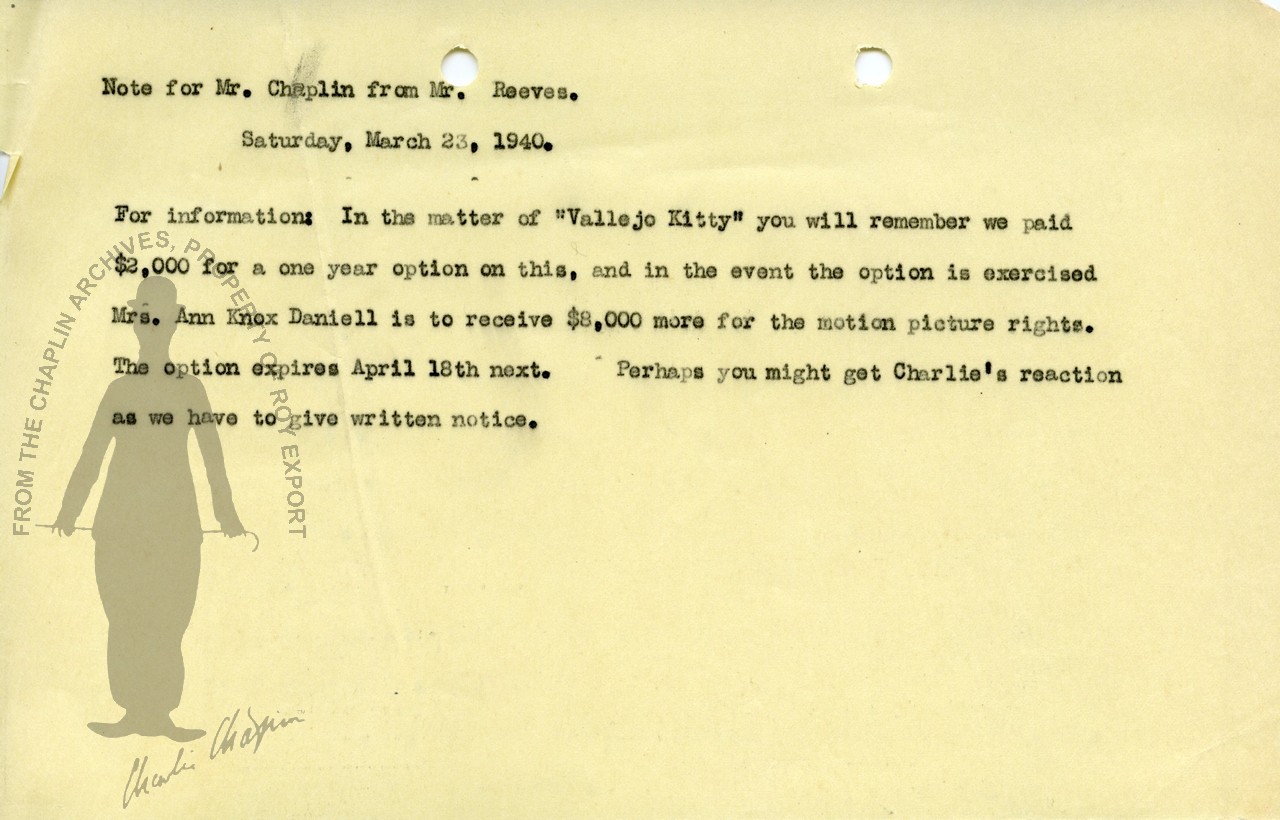 Note for Mr. Chaplin from Mr. Reeves.
Saturday, March 23, 1940.
For information: In the matter of "Vallejo Kitty" you will remember we paid
$2,000 for a one year option on this, and in the event the option is exercised
Mrs. Ann Knox Daniell is to receive $8,000 more for the motion picture rights.
The option expires April 18th next. Perhaps you might get Charlie's reaction
as we have to give written notice.
FROM THE CHAPLIN ARCHIVES, PROPERTY OF ROY EXPORT
Charlie Chaplin